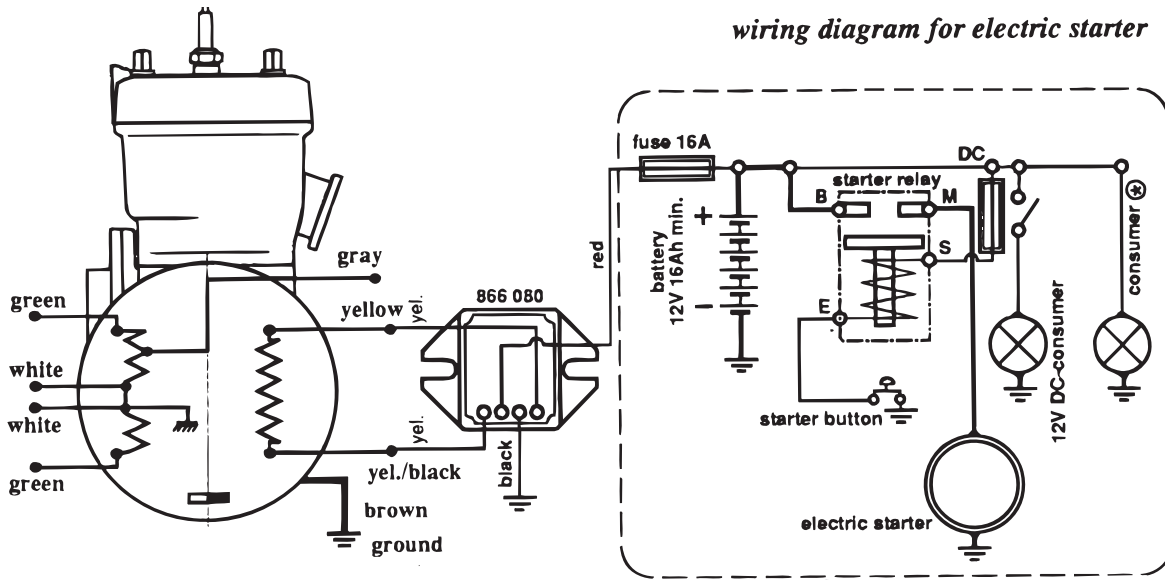 wiring diagram for electric starter
gray
green
white
white
green
yellow
yel.
yel./black
yel.
brown
ground
866 080
black
red
fuse 16A
battery
12V 16Ah min.
+
–
starter relay
B
M
S
E
DC
starter button
electric starter
12V DC-consumer
consumer ⊛